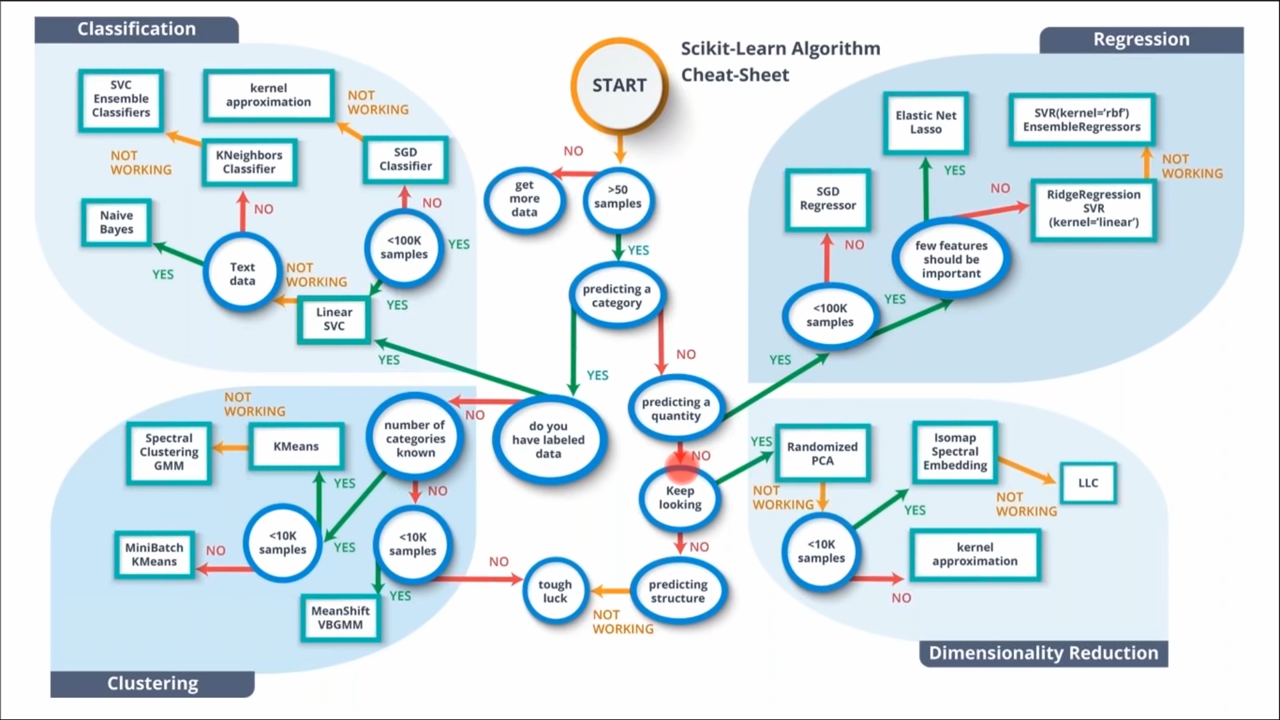 Classification
Scikit-Learn Algorithm
Cheat-Sheet
Regression
START
SVC
Ensemble
Classifiers
kernel
approximation
NOT
WORKING
NOT
WORKING
KNeighbors
Classifier
SGD
Classifier
NO
NO
Naive
Bayes
<100K
samples
YES
YES
Text
data
NOT
WORKING
YES
Linear
SVC
YES
NO
get
more
data
>50
samples
YES
predicting a
category
YES
NO
do you
have labeled
data
NO
predicting a
quantity
NO
Keep
looking
NO
predicting
structure
NOT
WORKING
tough
luck
Elastic Net
Lasso
SVR(kernel='rbf')
EnsembleRegressors
YES
NOT
WORKING
SGD
Regressor
NO
RidgeRegression
SVR
(kernel='linear')
NO
few features
should be
important
YES
<100K
samples
YES
NOT
WORKING
Spectral
Clustering
GMM
KMeans
number of
categories
known
YES
NO
<10K
samples
YES
<10K
samples
MiniBatch
KMeans
NO
NO
YES
MeanShift
VBGMM
Clustering
YES
Randomized
PCA
Isomap
Spectral
Embedding
LLC
NOT
WORKING
NOT
WORKING
YES
<10K
samples
kernel
approximation
NO
Dimensionality Reduction